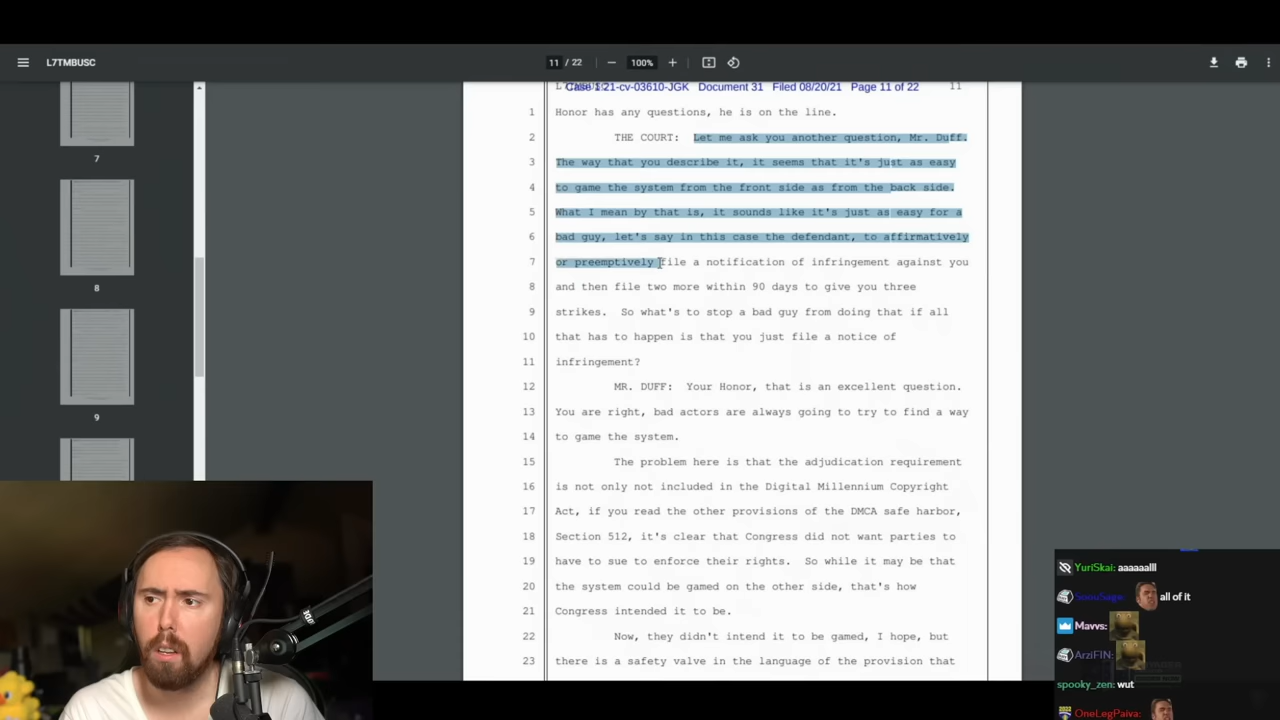 L7TMBUSC
11 / 22
100%
7
8
9
Case 1:21-cv-03610-JGK Document 31 Filed 08/20/21 Page 11 of 22
11
1 Honor has any questions, he is on the line.
2 THE COURT: Let me ask you another question, Mr. Duff.
3 The way that you describe it, it seems that it's just as easy
4 to game the system from the front side as from the back side.
5 What I mean by that is, it sounds like it's just as easy for a
6 bad guy, let's say in this case the defendant, to affirmatively
7 or preemptively file a notification of infringement against you
8 and then file two more within 90 days to give you three
9 strikes. So what's to stop a bad guy from doing that if all
10 that has to happen is that you just file a notice of
11 infringement?
12 MR. DUFF: Your Honor, that is an excellent question.
13 You are right, bad actors are always going to try to find a way
14 to game the system.
15 The problem here is that the adjudication requirement
16 is not only not included in the Digital Millennium Copyright
17 Act, if you read the other provisions of the DMCA safe harbor,
18 Section 512, it's clear that Congress did not want parties to
19 have to sue to enforce their rights. So while it may be that
20 the system could be gamed on the other side, that's how
21 Congress intended it to be.
22 Now, they didn't intend it to be gamed, I hope, but
23 there is a safety valve in the language of the provision that
YuriSkai: aaaaaalll
all of it
Mavvs:
ArziFIN:
spooky_zen: wut
OneLegPaiva: